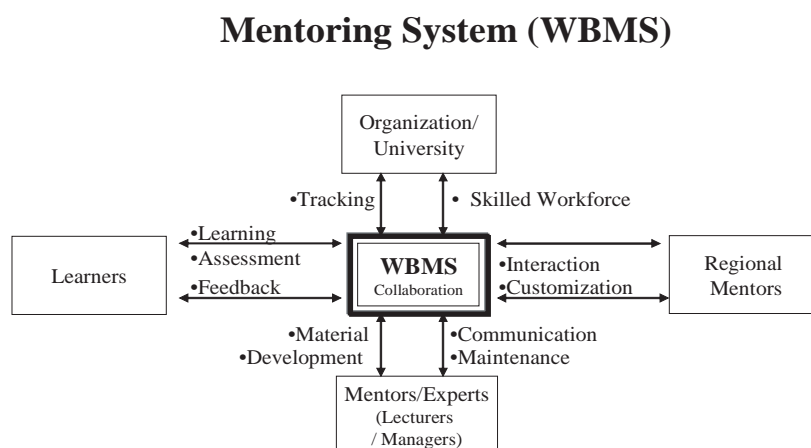 Mentoring System (WBMS)
Organization/
University
•Tracking
• Skilled Workforce
•Learning
•Assessment
•Feedback
Learners
WBMS
Collaboration
•Interaction
•Customization
Regional
Mentors
•Material
•Development
•Communication
•Maintenance
Mentors/Experts
(Lecturers
/ Managers)